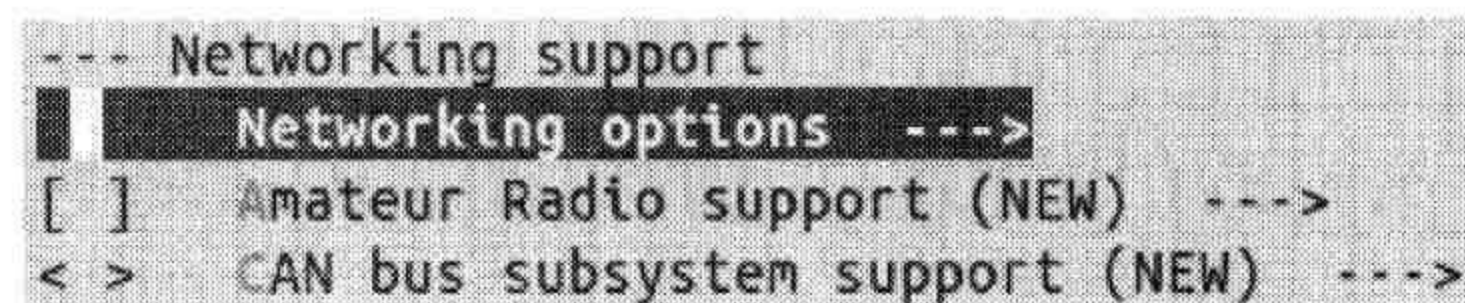 --- Networking support
Networking options  --->
[ ]   Amateur Radio support (NEW)  --->
< >   CAN bus subsystem support (NEW)  --->